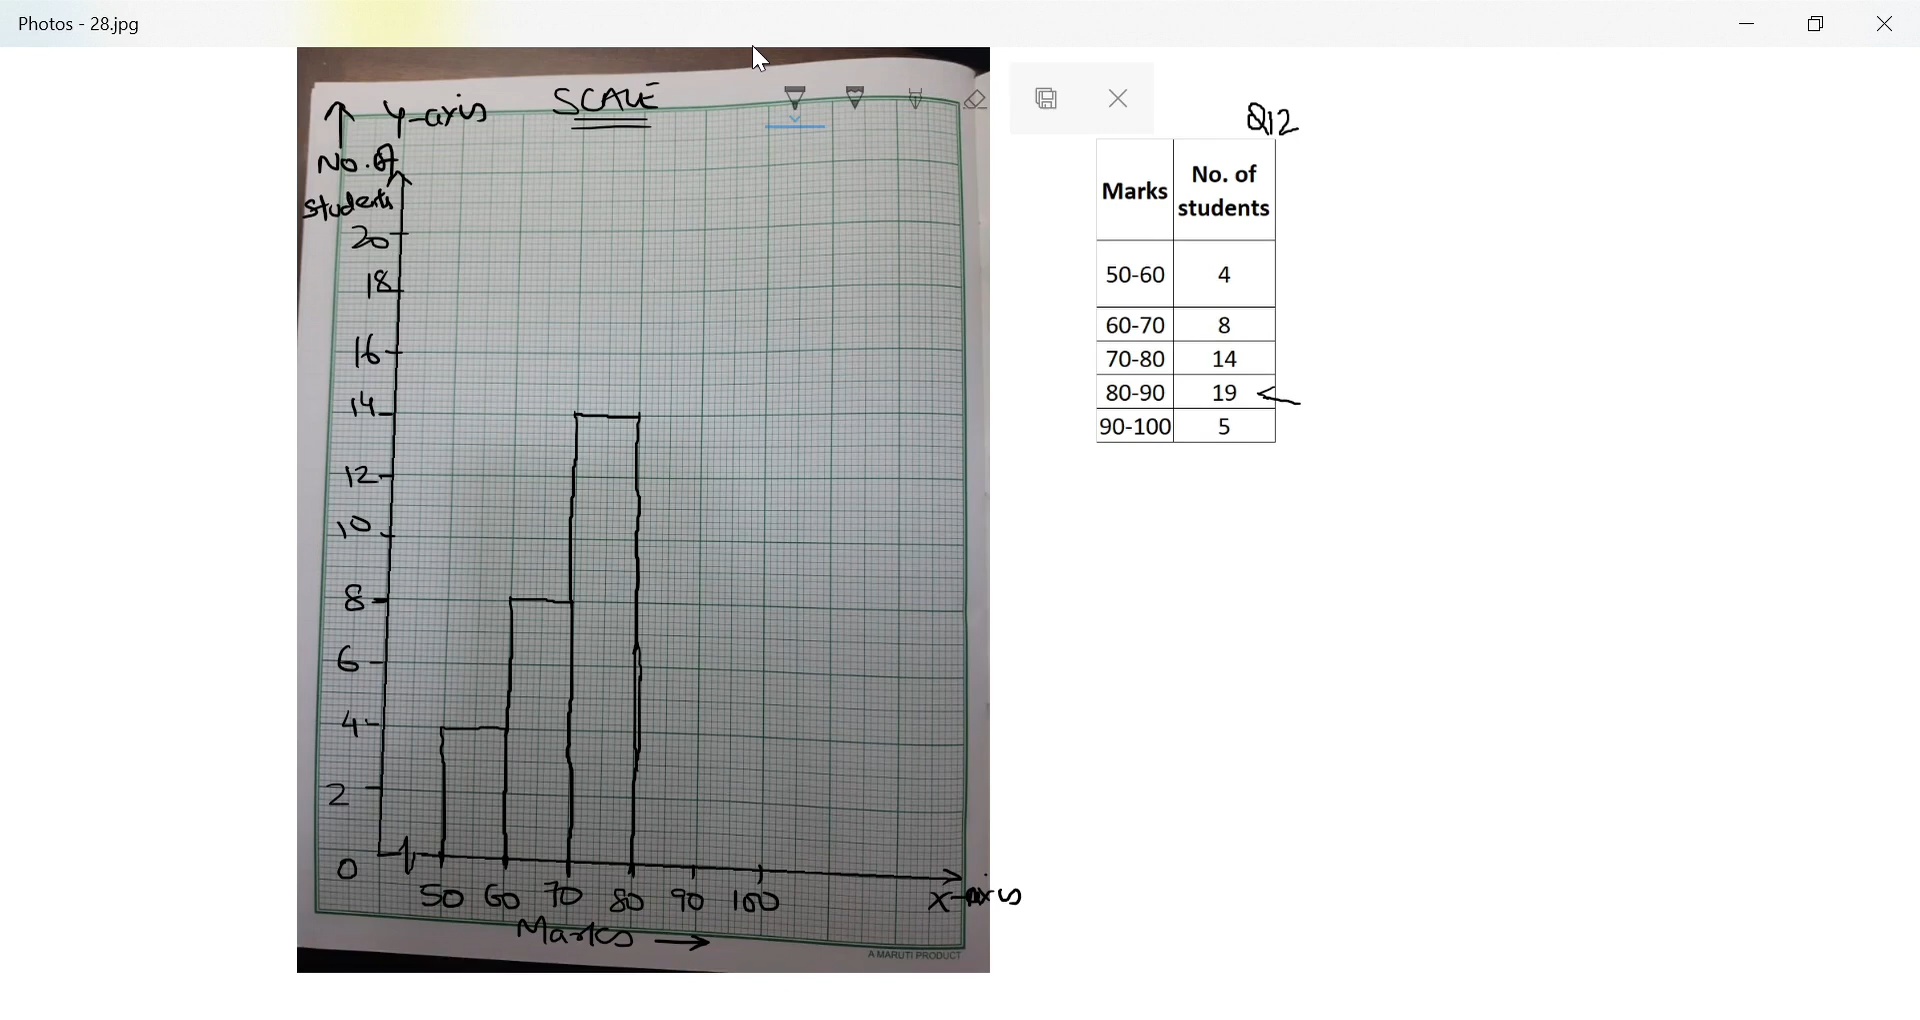 Photos - 28.jpg
Y-axis SCALE
No. of
students
20
18
16
14
12
10
8
6
4
2
0
50 60 70 80 90 100
X-axis
Marks
A MARUTI PRODUCT
Q12
Marks No. of students
50-60 4
60-70 8
70-80 14
80-90 19
90-100 5